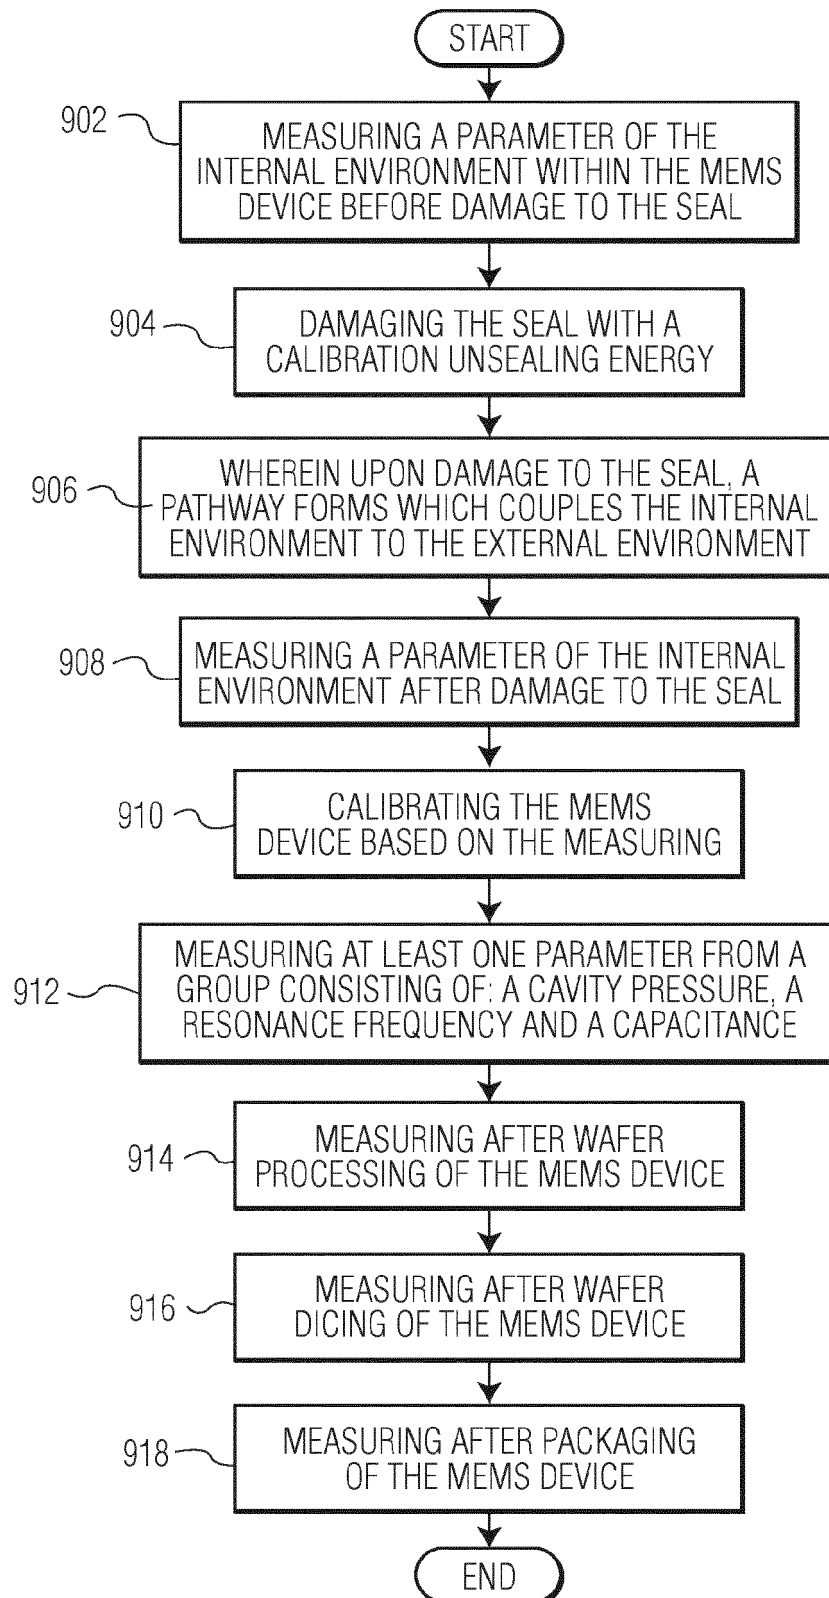 START
902
MEASURING A PARAMETER OF THE
INTERNAL ENVIRONMENT WITHIN THE MEMS
DEVICE BEFORE DAMAGE TO THE SEAL
904
DAMAGING THE SEAL WITH A
CALIBRATION UNSEALING ENERGY
906
WHEREIN UPON DAMAGE TO THE SEAL, A
PATHWAY FORMS WHICH COUPLES THE INTERNAL
ENVIRONMENT TO THE EXTERNAL ENVIRONMENT
908
MEASURING A PARAMETER OF THE INTERNAL
ENVIRONMENT AFTER DAMAGE TO THE SEAL
910
CALIBRATING THE MEMS
DEVICE BASED ON THE MEASURING
912
MEASURING AT LEAST ONE PARAMETER FROM A
GROUP CONSISTING OF: A CAVITY PRESSURE, A
RESONANCE FREQUENCY AND A CAPACITANCE
914
MEASURING AFTER WAFER
PROCESSING OF THE MEMS DEVICE
916
MEASURING AFTER WAFER
DICING OF THE MEMS DEVICE
918
MEASURING AFTER PACKAGING
OF THE MEMS DEVICE
END